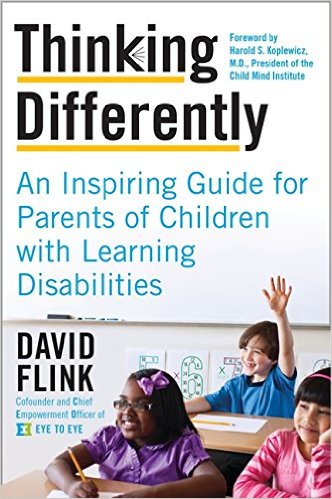 Thinking
Differently
Foreword by
Harold S. Koplewicz,
M.D., President of the
Child Mind Institute
An Inspiring Guide for
Parents of Children
with Learning
Disabilities
DAVID
FLINK
Cofounder and Chief
Empowerment Officer of
EYE TO EYE